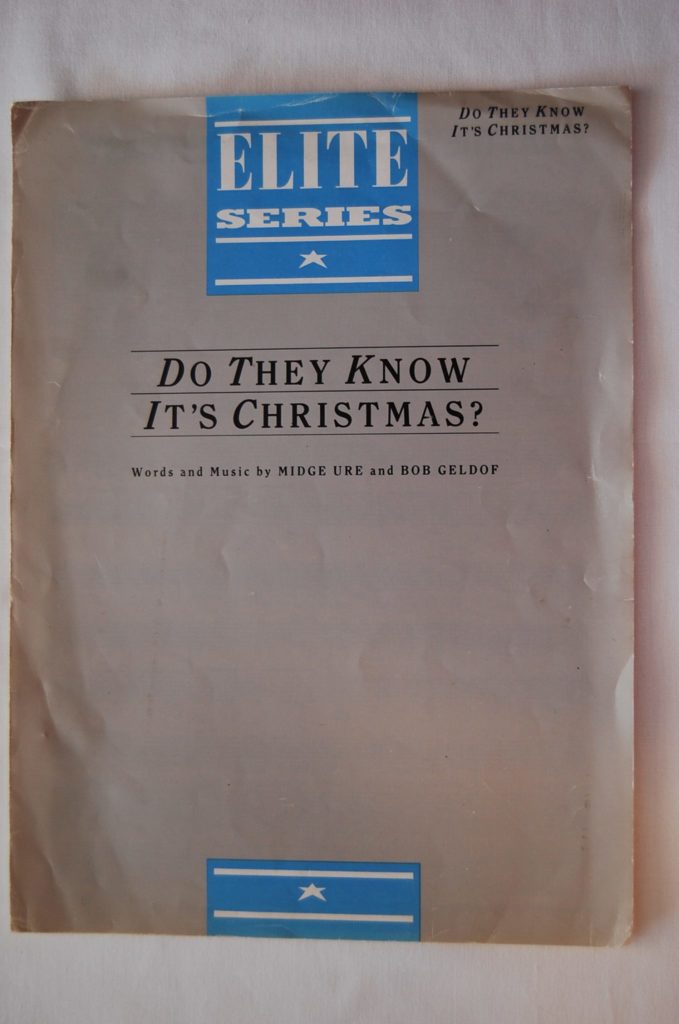 DO THEY KNOW
IT'S CHRISTMAS?
ELITE
SERIES
DO THEY KNOW
IT'S CHRISTMAS?
Words and Music by MIDGE URE and BOB GELDOF